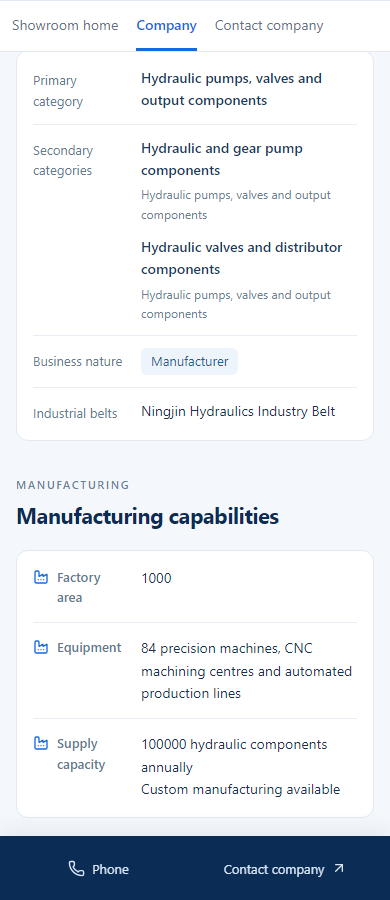 Showroom home
Company
Contact company
Primary category
Hydraulic pumps, valves and output components
Secondary categories
Hydraulic and gear pump components
Hydraulic pumps, valves and output components
Hydraulic valves and distributor components
Hydraulic pumps, valves and output components
Business nature
Manufacturer
Industrial belts
Ningjin Hydraulics Industry Belt
MANUFACTURING
Manufacturing capabilities
Factory area
1000
Equipment
84 precision machines, CNC machining centres and automated production lines
Supply capacity
100000 hydraulic components annually
Custom manufacturing available
Phone
Contact company